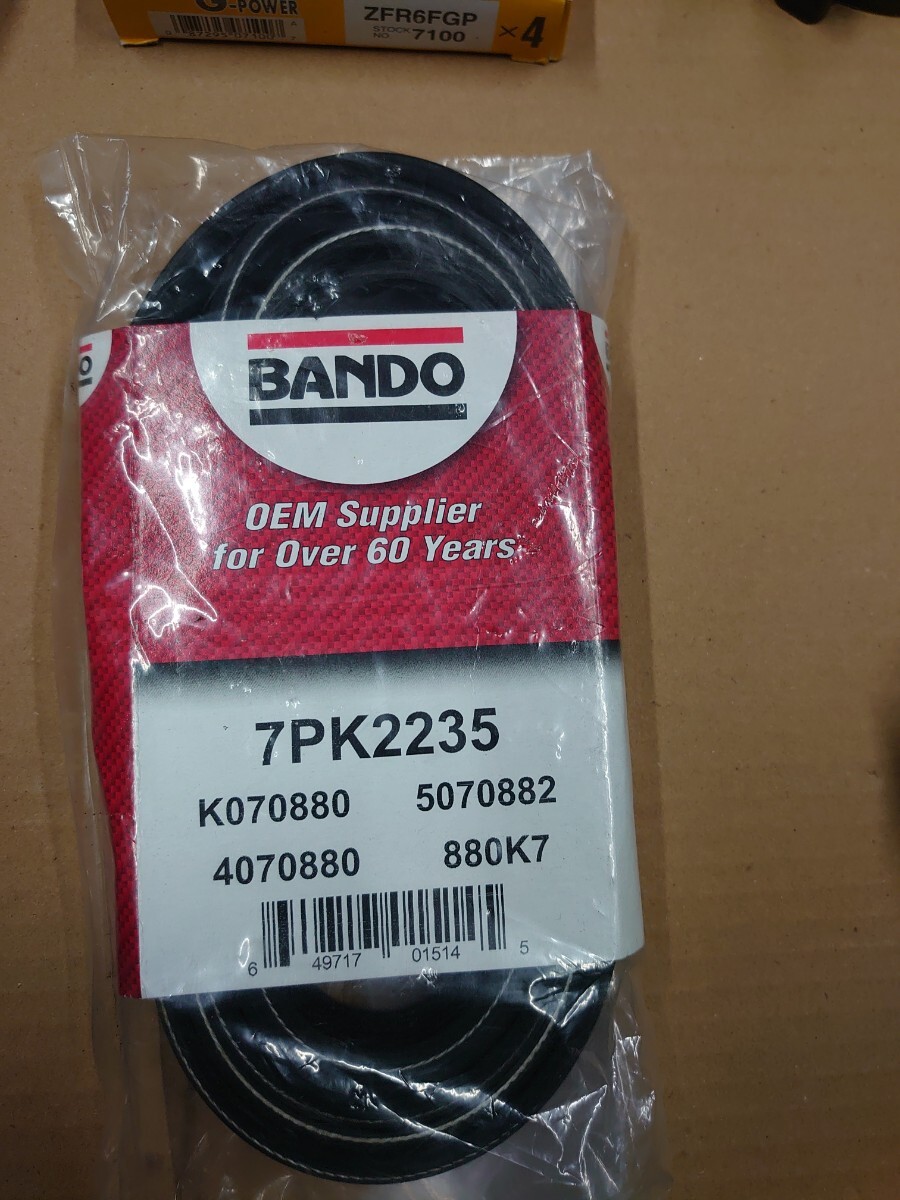 G-POWER
ZFR6FGP
STOCK NO 7100 ×4
A
BANDO
OEM Supplier
for Over 60 Years
7PK2235
K070880 5070882
4070880 880K7
6 49717 01514 5